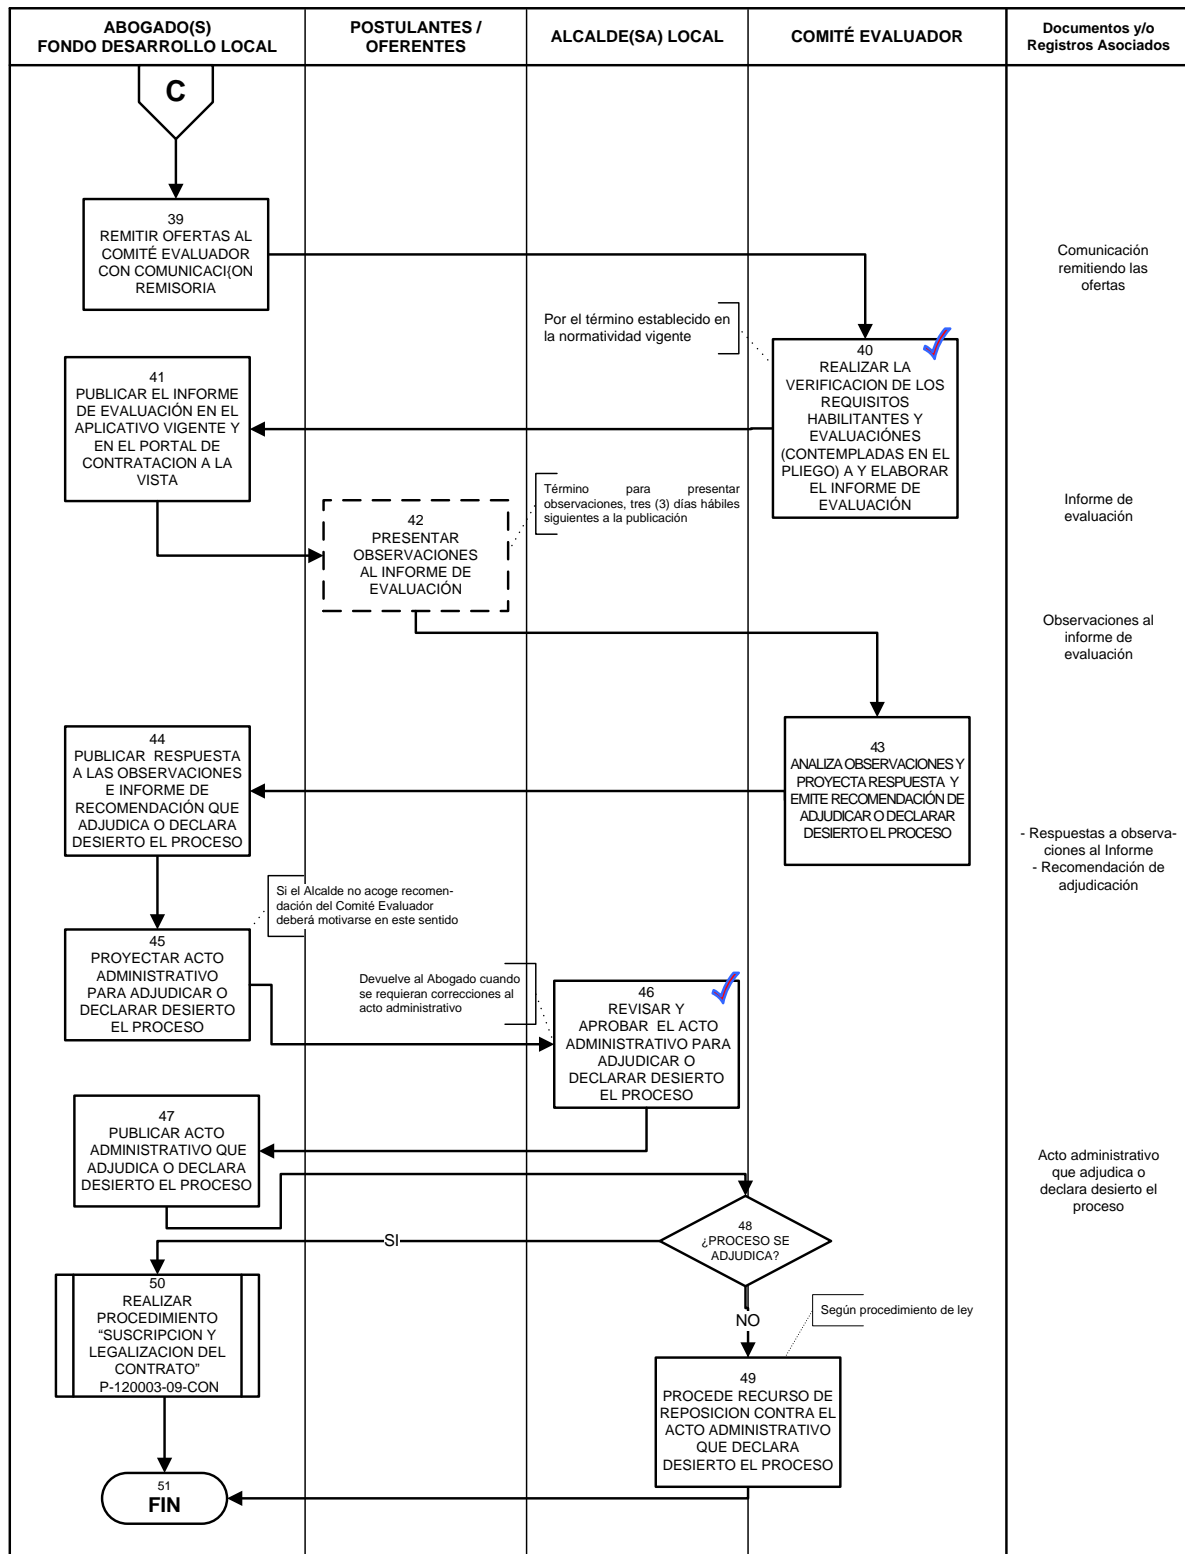 ABOGADO(S)
FONDO DESARROLLO LOCAL
POSTULANTES /
OFERENTES
ALCALDE(SA) LOCAL
COMITÉ EVALUADOR
Documentos y/o
Registros Asociados
C
39
REMITIR OFERTAS AL
COMITÉ EVALUADOR
CON COMUNICACI{ON
REMISORIA
Comunicación
remitiendo las
ofertas
Por el término establecido en
la normatividad vigente
40
REALIZAR LA
VERIFICACION DE LOS
REQUISITOS
HABILITANTES Y
EVALUACIÓNES
(CONTEMPLADAS EN EL
PLIEGO) A Y ELABORAR
EL INFORME DE
EVALUACIÓN
41
PUBLICAR EL INFORME
DE EVALUACIÓN EN EL
APLICATIVO VIGENTE Y
EN EL PORTAL DE
CONTRATACION A LA
VISTA
Término para presentar
observaciones, tres (3) días hábiles
siguientes a la publicación
Informe de
evaluación
42
PRESENTAR
OBSERVACIONES
AL INFORME DE
EVALUACIÓN
Observaciones al
informe de
evaluación
43
ANALIZA OBSERVACIONES Y
PROYECTA RESPUESTA Y
EMITE RECOMENDACIÓN DE
ADJUDICAR O DECLARAR
DESIERTO EL PROCESO
44
PUBLICAR RESPUESTA
A LAS OBSERVACIONES
E INFORME DE
RECOMENDACIÓN QUE
ADJUDICA O DECLARA
DESIERTO EL PROCESO
- Respuestas a observa-
ciones al Informe
- Recomendación de
adjudicación
Si el Alcalde no acoge recomen-
dación del Comité Evaluador
deberá motivarse en este sentido
45
PROYECTAR ACTO
ADMINISTRATIVO
PARA ADJUDICAR O
DECLARAR DESIERTO
EL PROCESO
Devuelve al Abogado cuando
se requieran correcciones al
acto administrativo
46
REVISAR Y
APROBAR EL ACTO
ADMINISTRATIVO PARA
ADJUDICAR O
DECLARAR DESIERTO
EL PROCESO
47
PUBLICAR ACTO
ADMINISTRATIVO QUE
ADJUDICA O DECLARA
DESIERTO EL PROCESO
Acto administrativo
que adjudica o
declara desierto el
proceso
48
¿PROCESO SE
ADJUDICA?
SI
NO
50
REALIZAR
PROCEDIMIENTO
“SUSCRIPCION Y
LEGALIZACION DEL
CONTRATO”
P-120003-09-CON
Según procedimiento de ley
49
PROCEDE RECURSO DE
REPOSICION CONTRA EL
ACTO ADMINISTRATIVO
QUE DECLARA
DESIERTO EL PROCESO
51
FIN